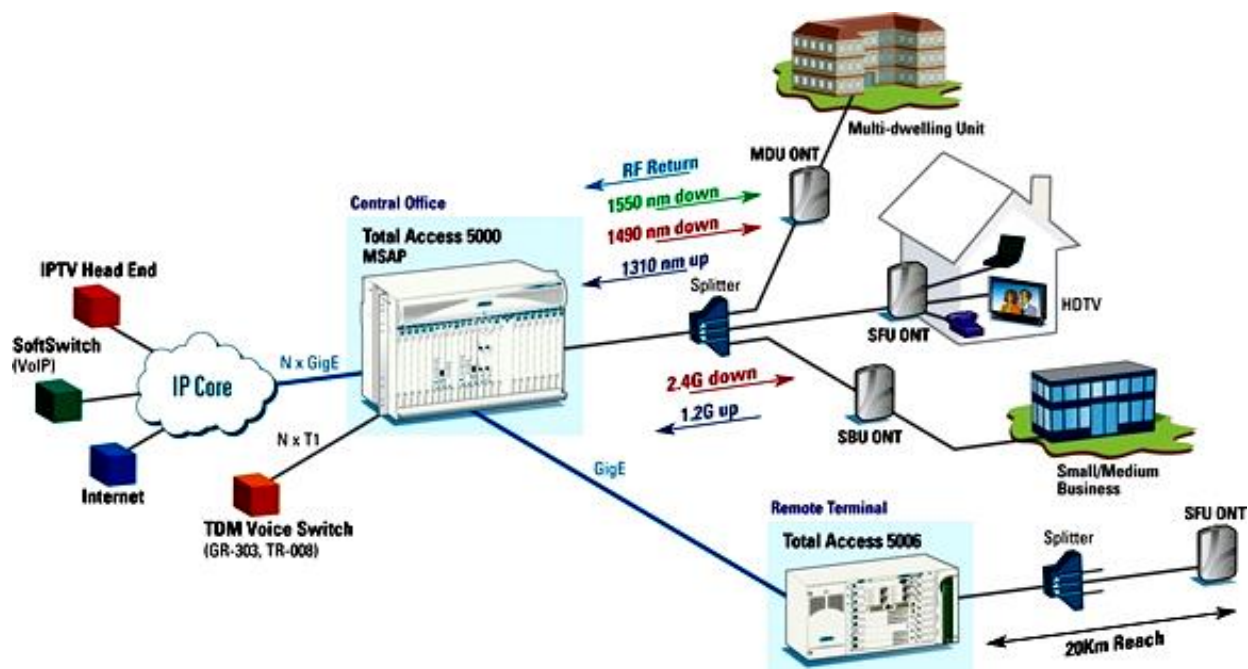 Multi-dwelling Unit
MDU ONT
RF Return
1550 nm down
1490 nm down
1310 nm up
Central Office
Total Access 5000
MSAP
IPTV Head End
SoftSwitch
(VoIP)
IP Core
N x GigE
Internet
N x T1
TDM Voice Switch
(GR-303, TR-008)
Splitter
SFU ONT
HDTV
2.4G down
1.2G up
SBU ONT
Small/Medium
Business
GigE
Remote Terminal
Total Access 5006
Splitter
SFU ONT
20Km Reach